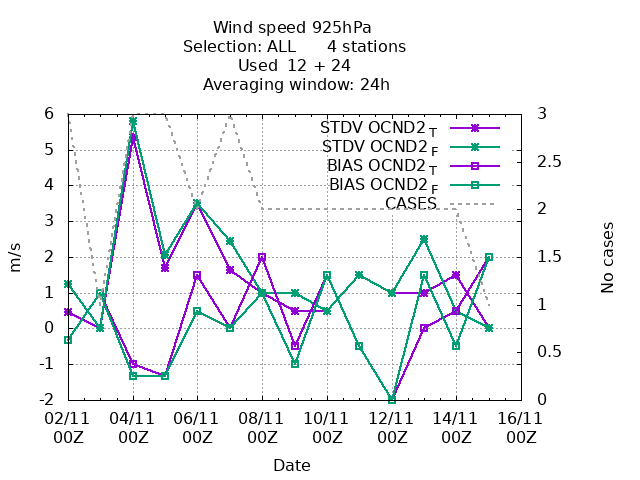 Wind speed 925hPa
Selection: ALL 4 stations
Used 12 + 24
Averaging window: 24h
STDV OCND2 T
STDV OCND2 F
BIAS OCND2 T
BIAS OCND2 F
CASES
6
5
4
3
2
1
0
-1
-2
m/s
3
2.5
2
1.5
1
0.5
0
No cases
02/11 04/11 06/11 08/11 10/11 12/11 14/11 16/11
00Z 00Z 00Z 00Z 00Z 00Z 00Z 00Z
Date